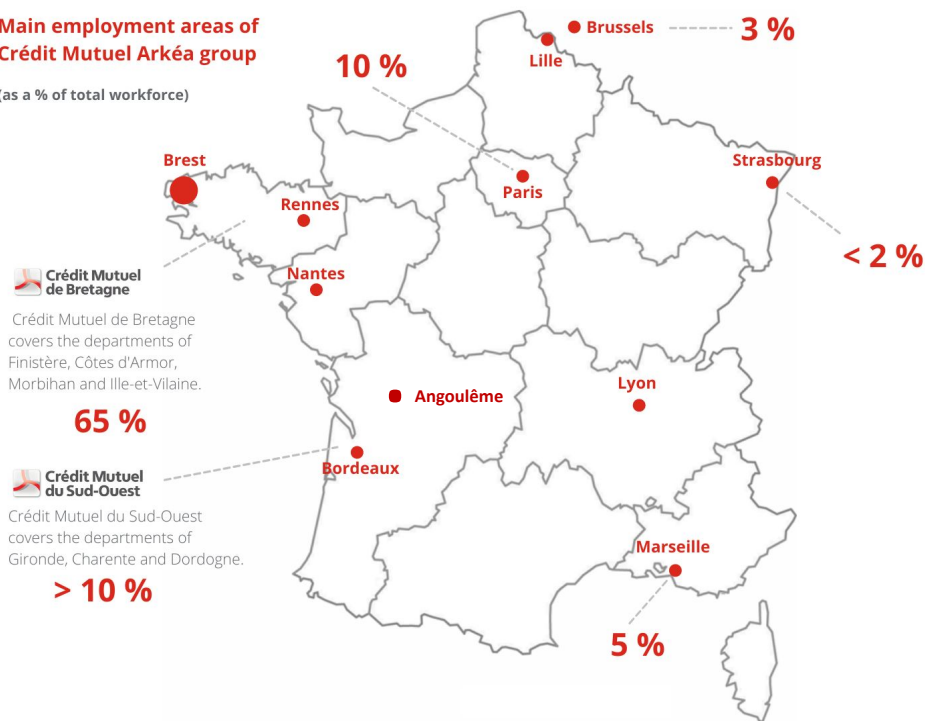 Main employment areas of
Crédit Mutuel Arkéa group
(as a % of total workforce)
Brussels
3 %
Lille
10 %
Brest
Strasbourg
Paris
Rennes
< 2 %
Nantes
Crédit Mutuel
de Bretagne
Crédit Mutuel de Bretagne
covers the departments of
Finistère, Côtes d'Armor,
Morbihan and Ille-et-Vilaine.
65 %
Lyon
Angoulême
Bordeaux
Crédit Mutuel
du Sud-Ouest
Crédit Mutuel du Sud-Ouest
covers the departments of
Gironde, Charente and Dordogne.
> 10 %
Marseille
5 %